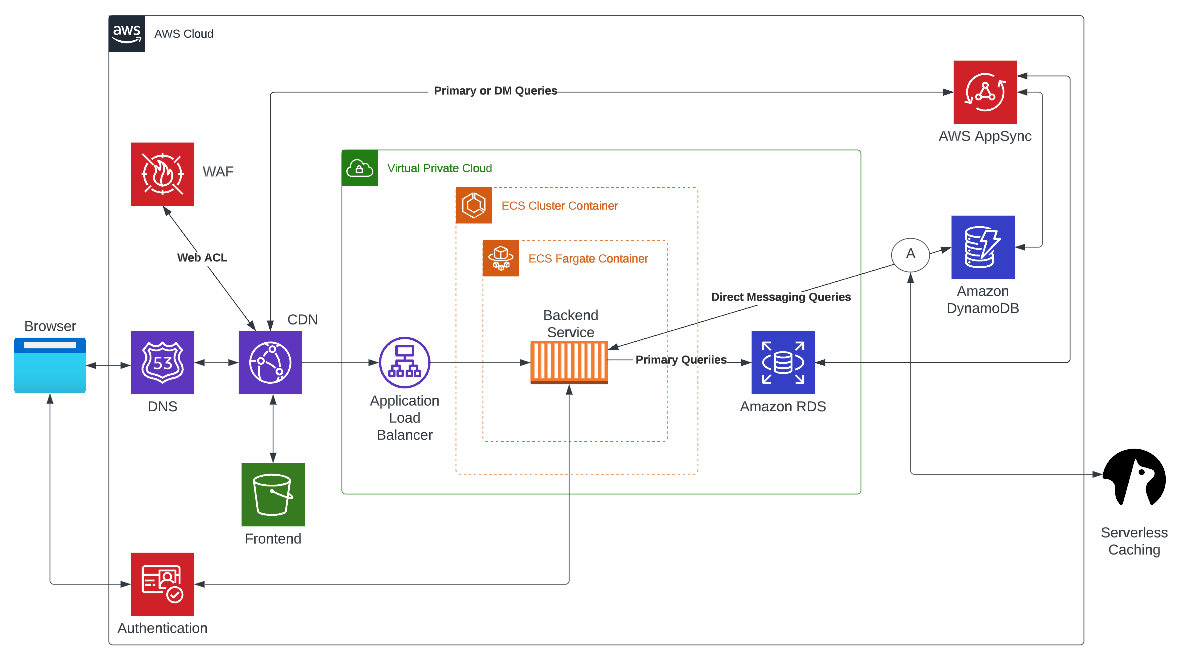 aws
AWS Cloud
Primary or DM Queries
AWS AppSync
WAF
Virtual Private Cloud
ECS Cluster Container
Web ACL
ECS Fargate Container
A
Amazon
DynamoDB
Direct Messaging Queries
Browser
CDN
Backend
Service
53
Primary Queriies
DNS
Application
Load
Balancer
Amazon RDS
Frontend
Serverless
Caching
Authentication